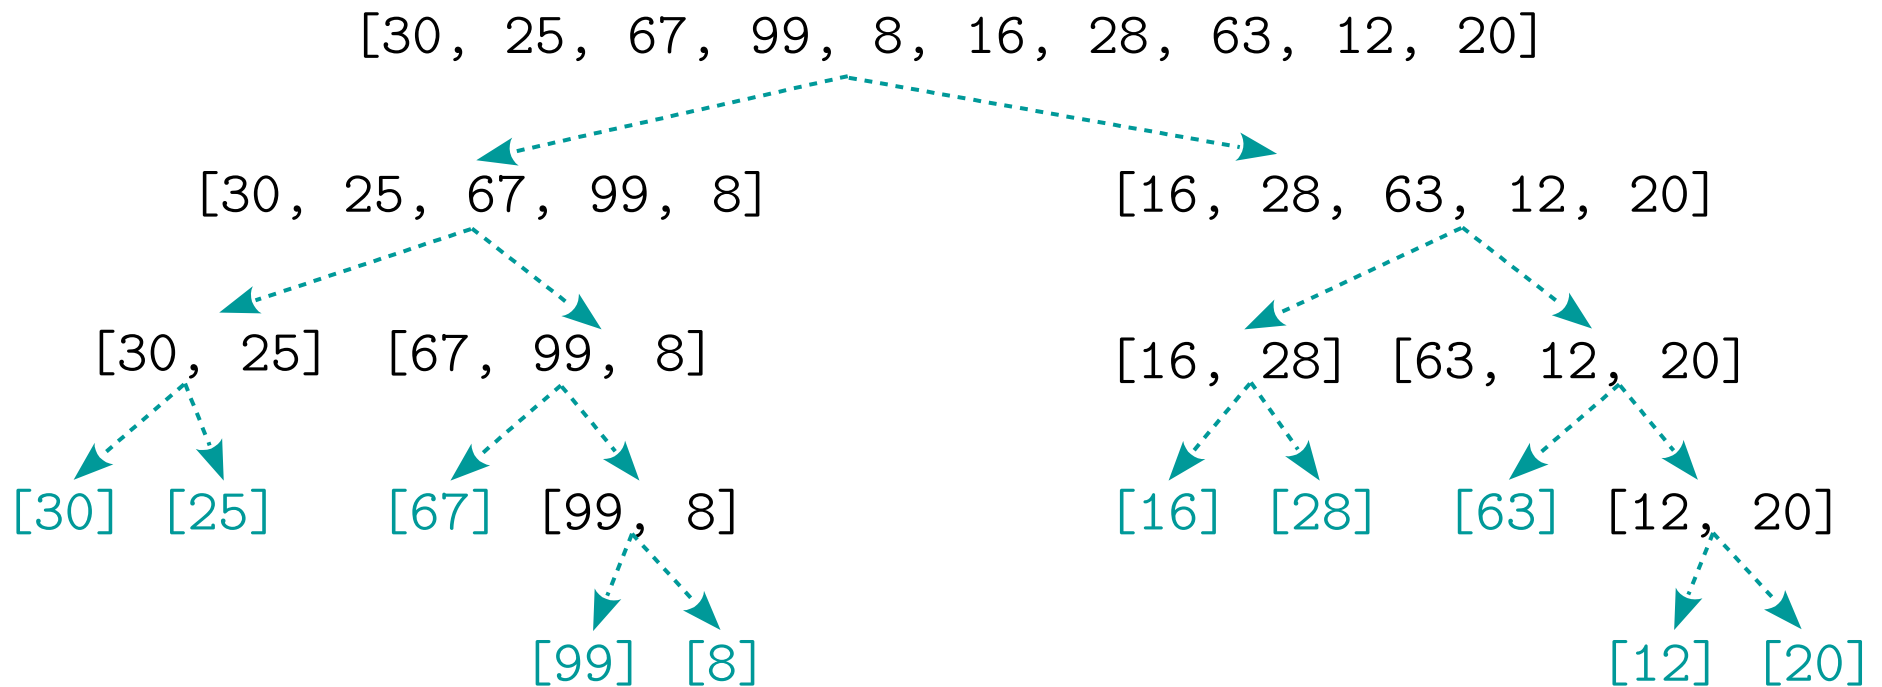 [30, 25, 67, 99, 8, 16, 28, 63, 12, 20]
[30, 25, 67, 99, 8] [16, 28, 63, 12, 20]
[30, 25] [67, 99, 8] [16, 28] [63, 12, 20]
[30] [25] [67] [99, 8] [16] [28] [63] [12, 20]
[99] [8] [12] [20]